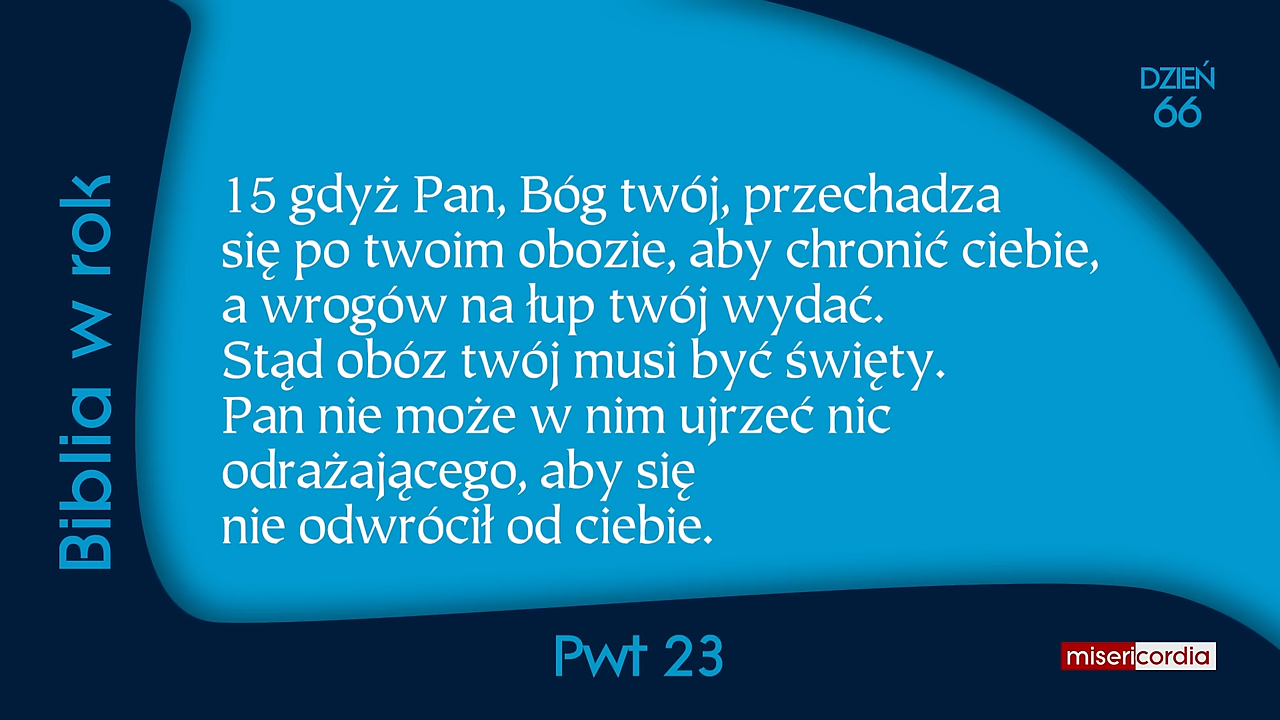 DZIEŃ
66
Biblia w rok
15 gdyż Pan, Bóg twój, przechadza
się po twoim obozie, aby chronić ciebie,
a wrogów na łup twój wydać.
Stąd obóz twój musi być święty.
Pan nie może w nim ujrzeć nic
odrażającego, aby się
nie odwrócił od ciebie.
Pwt 23
misericordia